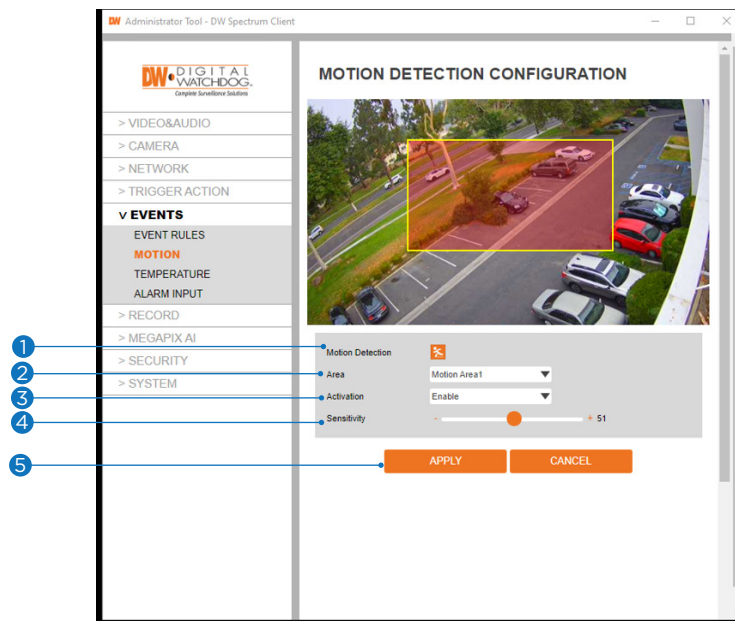 DW Administrator Tool - DW Spectrum Client
DW DIGITAL
WATCHDOG
Complete Surveillance Solutions
MOTION DETECTION CONFIGURATION
> VIDEO&AUDIO
> CAMERA
> NETWORK
> TRIGGER ACTION
v EVENTS
EVENT RULES
MOTION
TEMPERATURE
ALARM INPUT
> RECORD
> MEGAPIX AI
> SECURITY
> SYSTEM
1 Motion Detection
2 Area Motion Area1
3 Activation Enable
4 Sensitivity - + 51
5 APPLY CANCEL